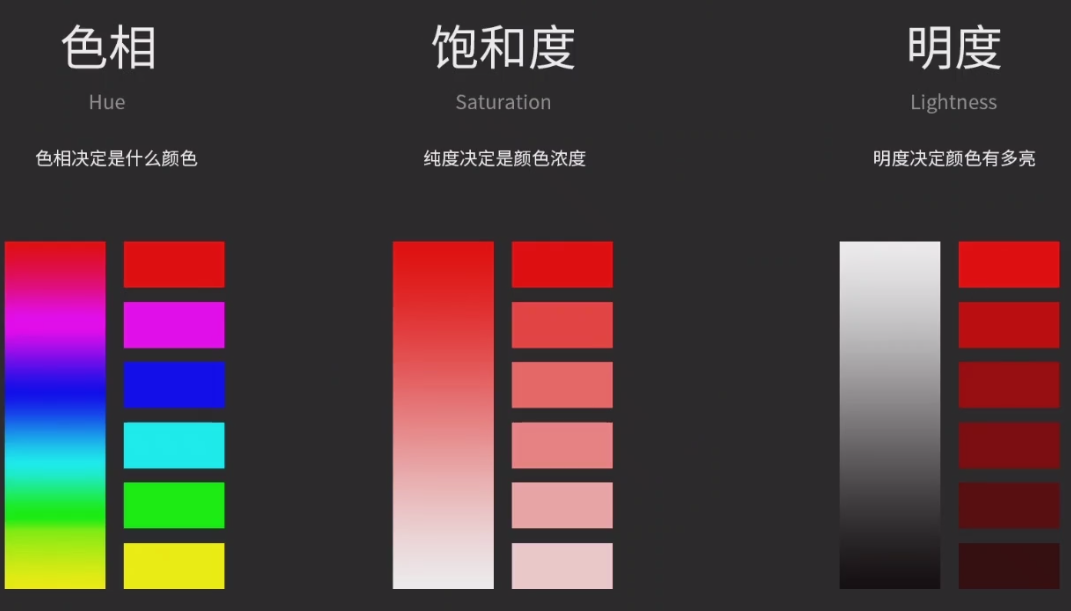 色相
Hue
色相决定是什么颜色
饱和度
Saturation
纯度决定是颜色浓度
明度
Lightness
明度决定颜色有多亮